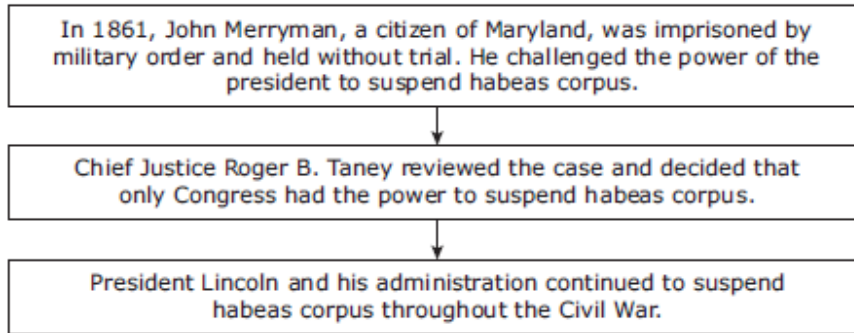 In 1861, John Merryman, a citizen of Maryland, was imprisoned by
military order and held without trial. He challenged the power of the
president to suspend habeas corpus.
Chief Justice Roger B. Taney reviewed the case and decided that
only Congress had the power to suspend habeas corpus.
President Lincoln and his administration continued to suspend
habeas corpus throughout the Civil War.